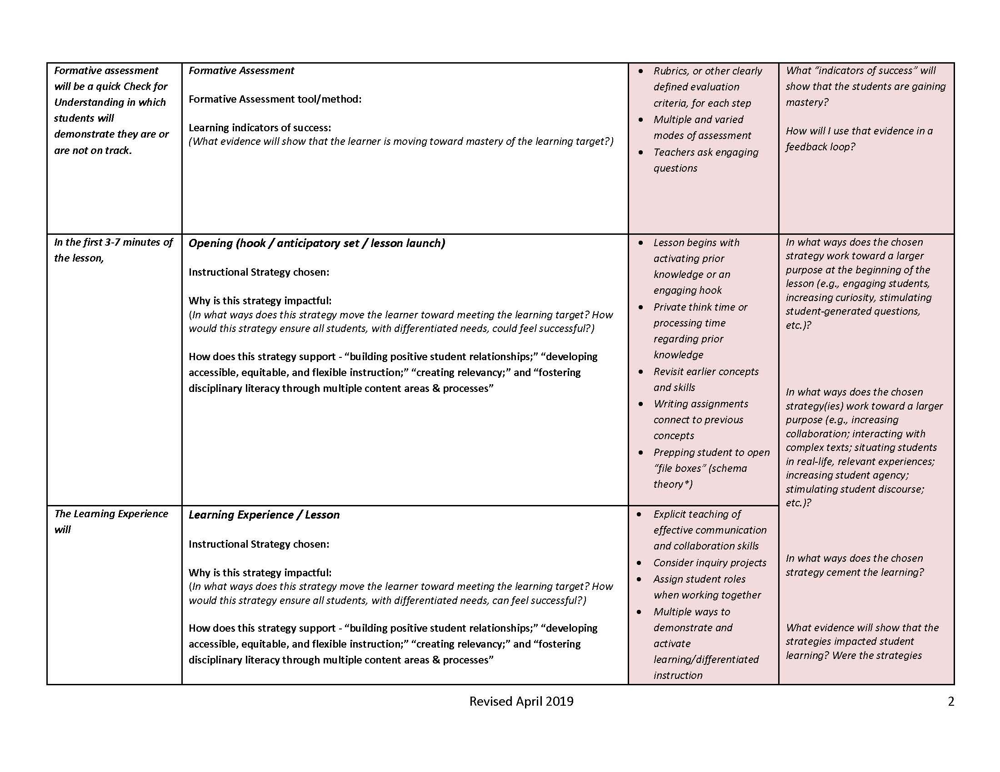 Formative assessment
will be a quick Check for
Understanding in which
students will
demonstrate they are or
are not on track.
Formative Assessment
Formative Assessment tool/method:
Learning indicators of success:
(What evidence will show that the learner is moving toward mastery of the learning target?)
• Rubrics, or other clearly
defined evaluation
criteria, for each step
• Multiple and varied
modes of assessment
• Teachers ask engaging
questions
What “indicators of success” will
show that the students are gaining
mastery?
How will I use that evidence in a
feedback loop?
In the first 3-7 minutes of
the lesson,
Opening (hook / anticipatory set / lesson launch)
Instructional Strategy chosen:
Why is this strategy impactful:
(In what ways does this strategy move the learner toward meeting the learning target? How
would this strategy ensure all students, with differentiated needs, could feel successful?)
How does this strategy support - “building positive student relationships;” “developing
accessible, equitable, and flexible instruction;” “creating relevancy;” and “fostering
disciplinary literacy through multiple content areas & processes”
• Lesson begins with
activating prior
knowledge or an
engaging hook
• Private think time or
processing time
regarding prior
knowledge
• Revisit earlier concepts
and skills
• Writing assignments
connect to previous
concepts
• Prepping student to open
“file boxes” (schema
theory*)
In what ways does the chosen
strategy work toward a larger
purpose at the beginning of the
lesson (e.g., engaging students,
increasing curiosity, stimulating
student-generated questions,
etc.)?
In what ways does the chosen
strategy(ies) work toward a larger
purpose (e.g., increasing
collaboration; interacting with
complex texts; situating students
in real-life, relevant experiences;
increasing student agency;
stimulating student discourse;
etc.)?
The Learning Experience
will
Learning Experience / Lesson
Instructional Strategy chosen:
Why is this strategy impactful:
(In what ways does this strategy move the learner toward meeting the learning target? How
would this strategy ensure all students, with differentiated needs, can feel successful?)
How does this strategy support - “building positive student relationships;” “developing
accessible, equitable, and flexible instruction;” “creating relevancy;” and “fostering
disciplinary literacy through multiple content areas & processes”
• Explicit teaching of
effective communication
and collaboration skills
• Consider inquiry projects
• Assign student roles
when working together
• Multiple ways to
demonstrate and
activate
learning/differentiated
instruction
In what ways does the chosen
strategy cement the learning?
What evidence will show that the
strategies impacted student
learning? Were the strategies
Revised April 2019
2